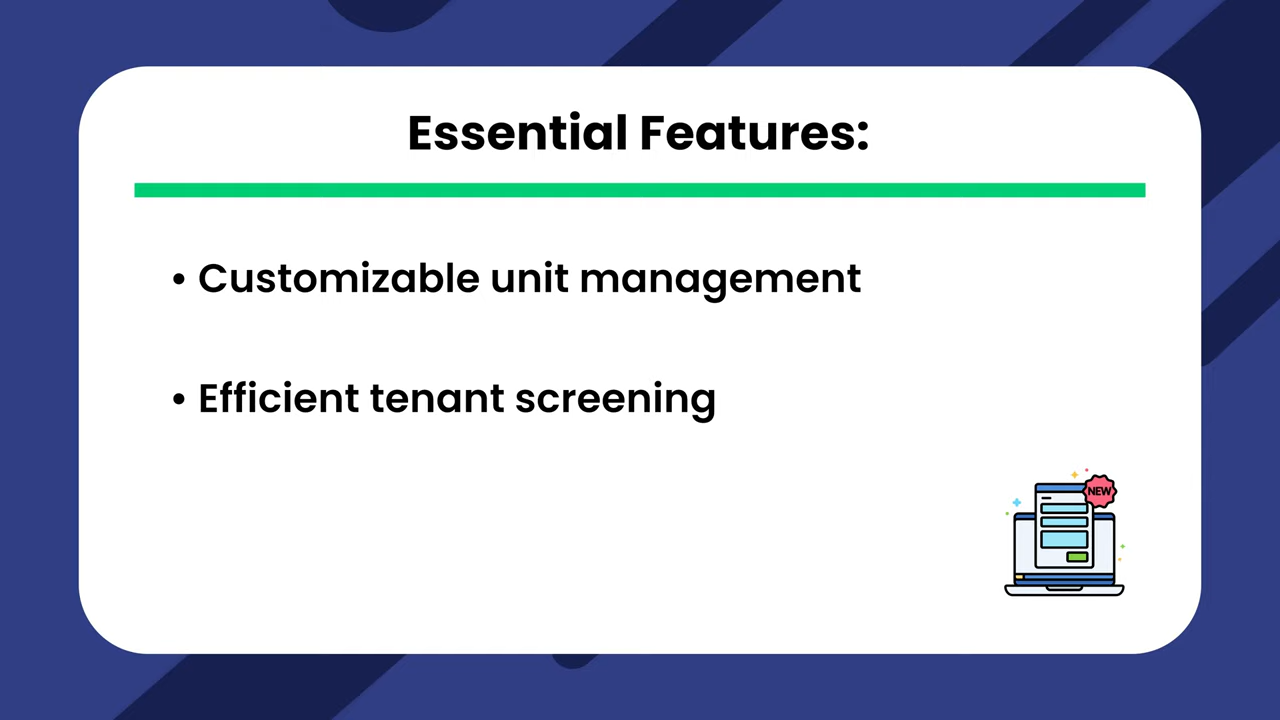 Essential Features:
• Customizable unit management
• Efficient tenant screening
NEW